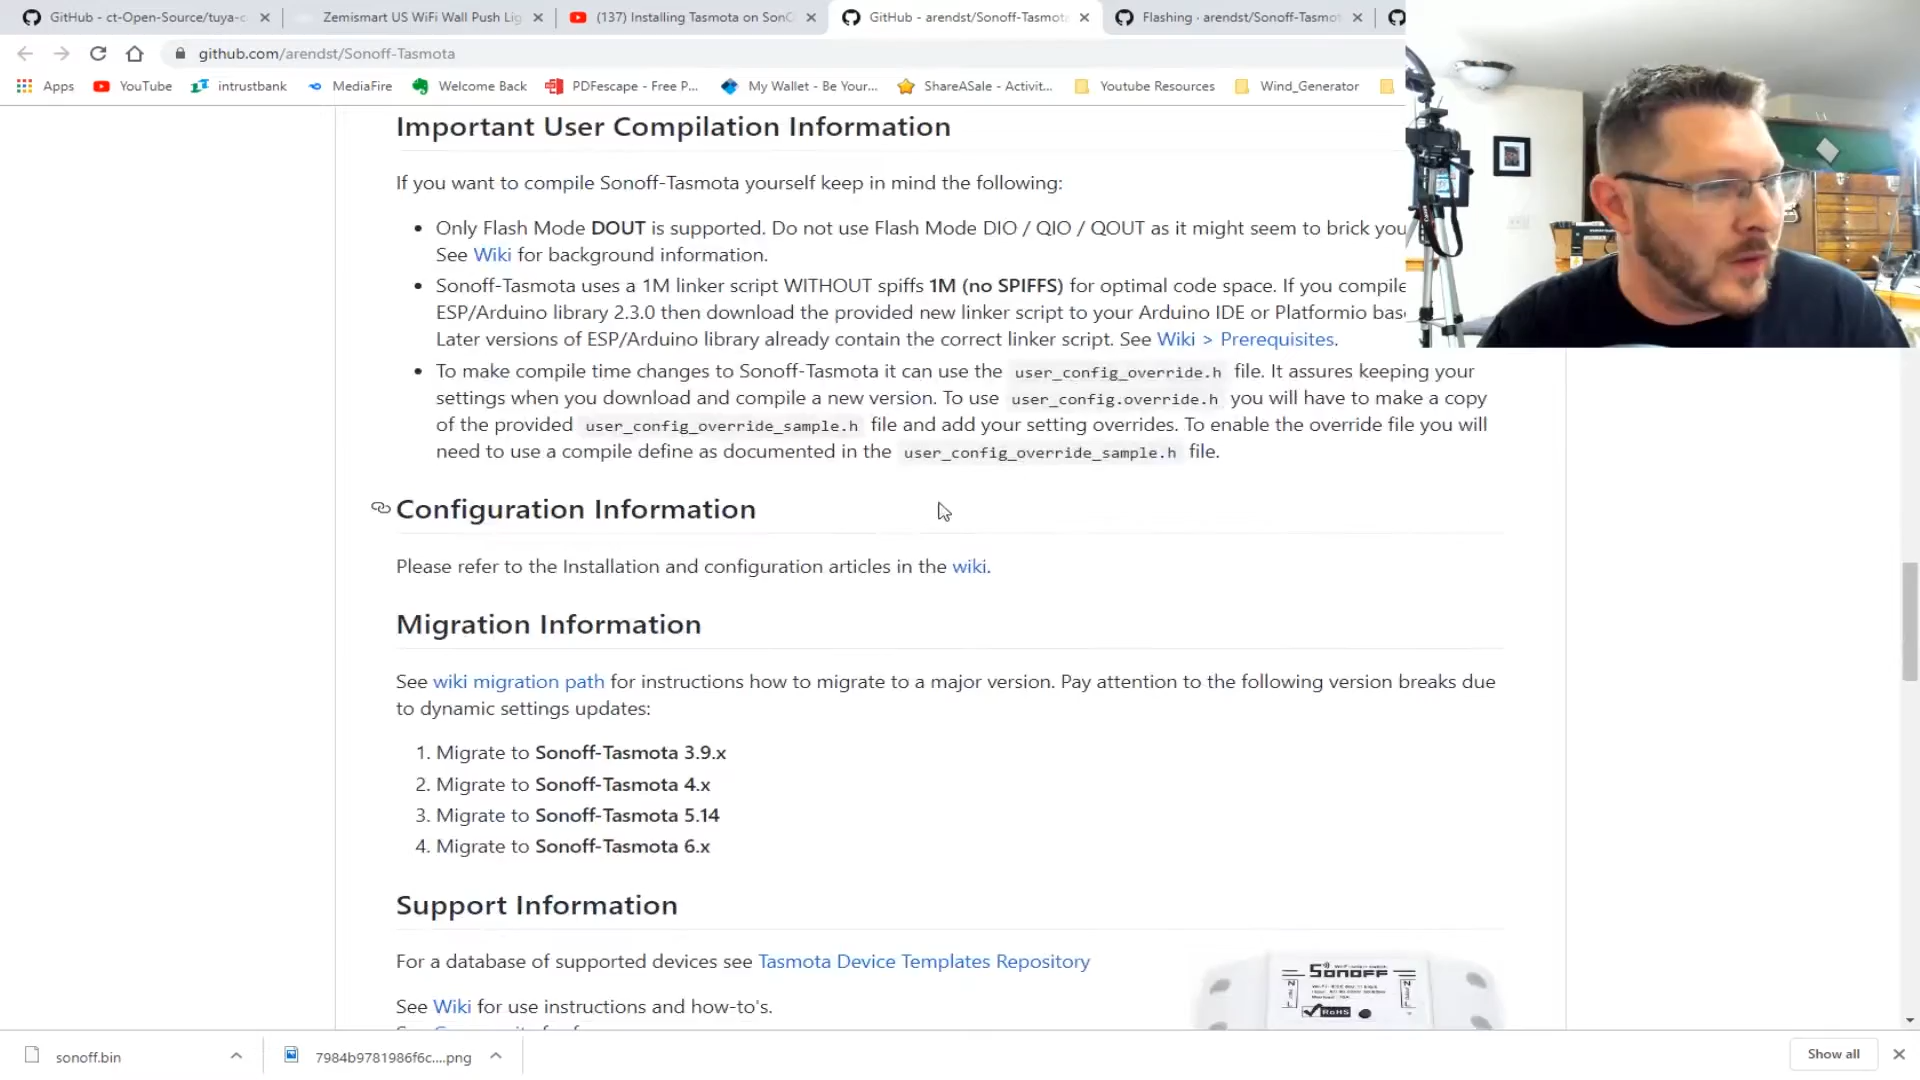 GitHub - ct-Open-Source/tuya-c
Zemismart US WiFi Wall Push Lig
(137) Installing Tasmota on SonO
GitHub - arendst/Sonoff-Tasmota
Flashing · arendst/Sonoff-Tasmot
github.com/arendst/Sonoff-Tasmota
Apps
YouTube
intrustbank
MediaFire
Welcome Back
PDFescape - Free P...
My Wallet - Be Your...
ShareASale - Activit...
Youtube Resources
Wind_Generator
Important User Compilation Information
If you want to compile Sonoff-Tasmota yourself keep in mind the following:
• Only Flash Mode DOUT is supported. Do not use Flash Mode DIO / QIO / QOUT as it might seem to brick you
See Wiki for background information.
• Sonoff-Tasmota uses a 1M linker script WITHOUT spiffs 1M (no SPIFFS) for optimal code space. If you compile
ESP/Arduino library 2.3.0 then download the provided new linker script to your Arduino IDE or Platformio bas
Later versions of ESP/Arduino library already contain the correct linker script. See Wiki > Prerequisites.
• To make compile time changes to Sonoff-Tasmota it can use the user_config_override.h file. It assures keeping your
settings when you download and compile a new version. To use user_config.override.h you will have to make a copy
of the provided user_config_override_sample.h file and add your setting overrides. To enable the override file you will
need to use a compile define as documented in the user_config_override_sample.h file.
Configuration Information
Please refer to the Installation and configuration articles in the wiki.
Migration Information
See wiki migration path for instructions how to migrate to a major version. Pay attention to the following version breaks due
to dynamic settings updates:
1. Migrate to Sonoff-Tasmota 3.9.x
2. Migrate to Sonoff-Tasmota 4.x
3. Migrate to Sonoff-Tasmota 5.14
4. Migrate to Sonoff-Tasmota 6.x
Support Information
For a database of supported devices see Tasmota Device Templates Repository
SONOFF
RoHS
See Wiki for use instructions and how-to's.
sonoff.bin
7984b9781986f6c....png
Show all